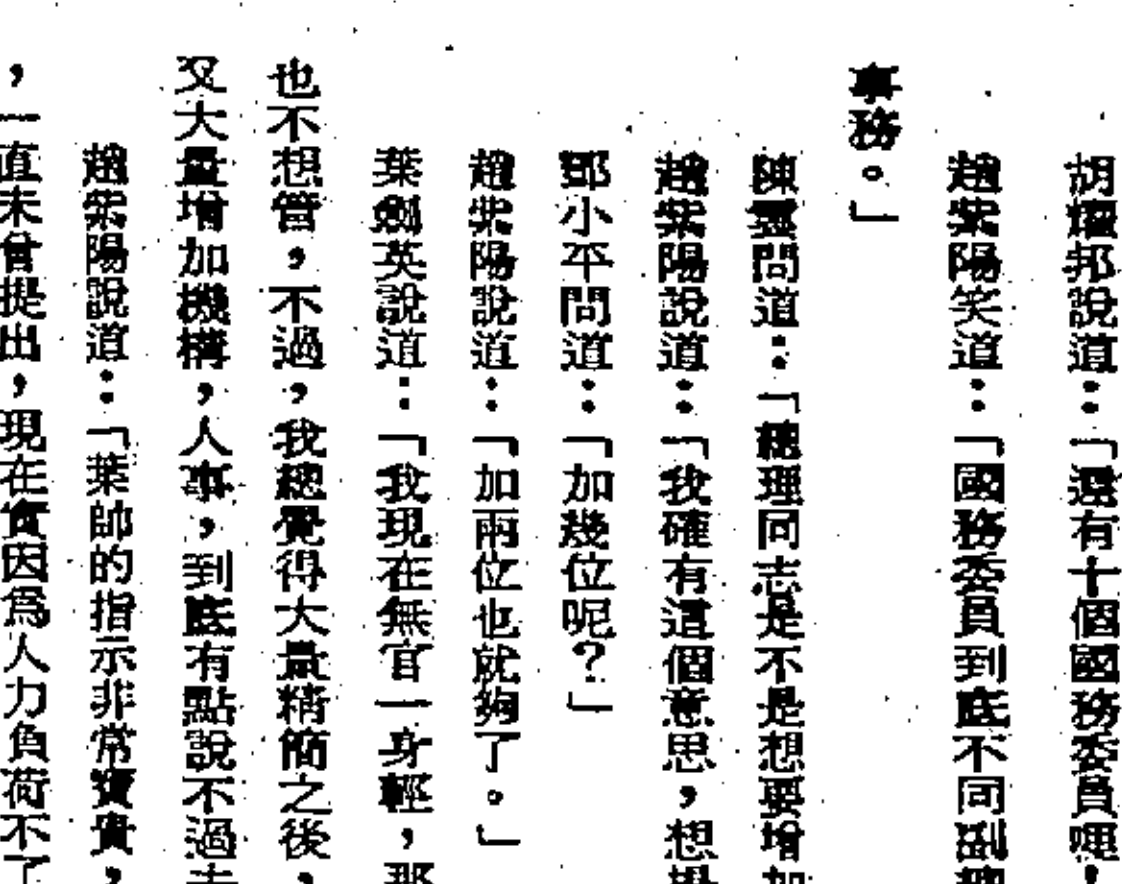 胡耀邦說道：「還有十個國務委員哩，
趙紫陽笑道：「國務委員到底不同副總
事務。」
陳雲問道：「總理同志是不是想要增加
趙紫陽說道：「我確有這個意思，想
鄧小平問道：「加幾位呢？」
趙紫陽說道：「加兩位也就夠了。」
葉劍英說道：「我現在無官一身輕，那
也不想管，不過，我總覺得大量精簡之後，
又大量增加機構，人事，到底有點說不過去
趙紫陽說道：「葉帥的指示非常寶貴，
，一直未曾提出，現在實因爲人力負荷不了